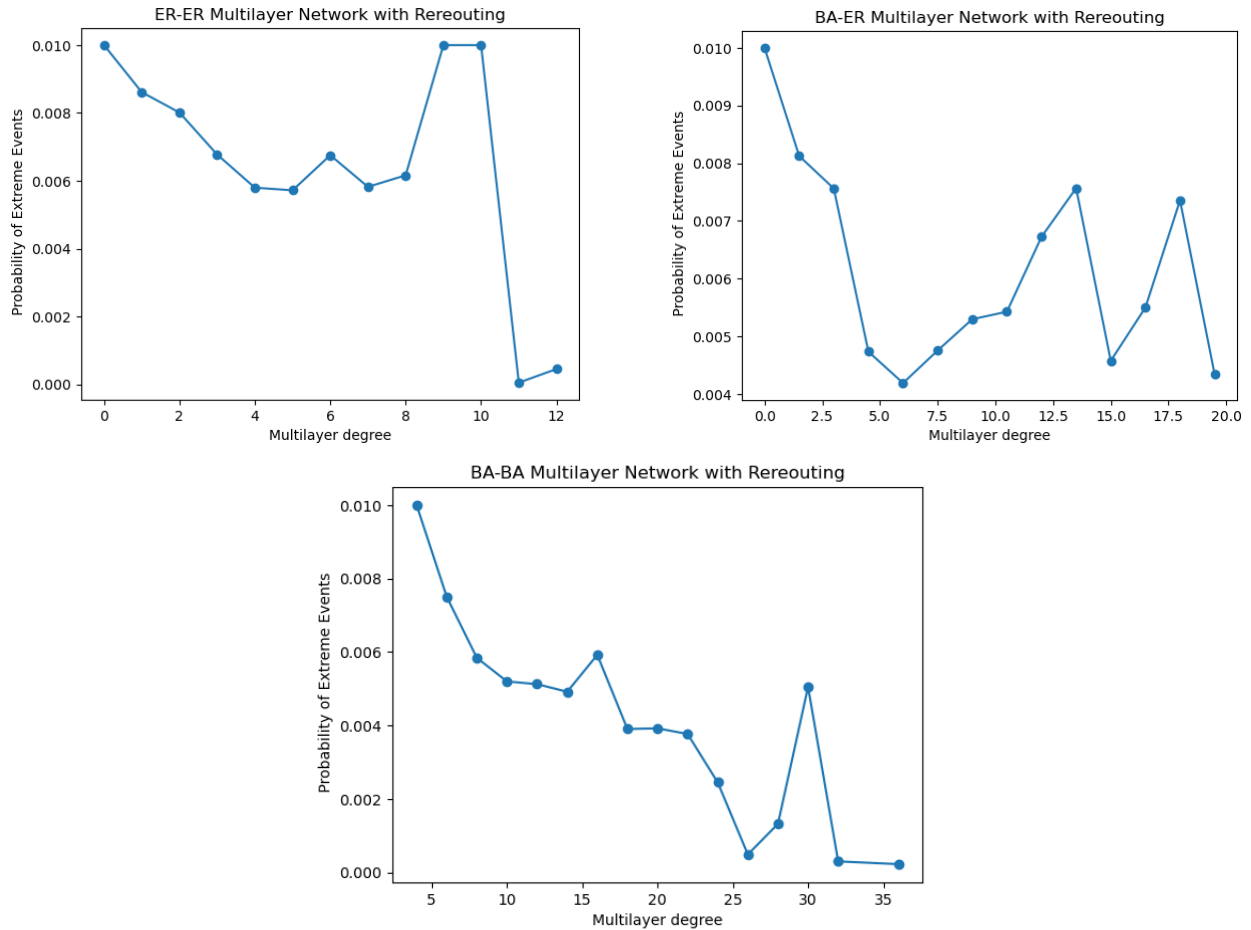 ER-ER Multilayer Network with Rereouting
0.010
0.008
0.006
0.004
0.002
0.000
Probability of Extreme Events
0 2 4 6 8 10 12
Multilayer degree
BA-ER Multilayer Network with Rereouting
0.010
0.009
0.008
0.007
0.006
0.005
0.004
Probability of Extreme Events
0.0 2.5 5.0 7.5 10.0 12.5 15.0 17.5 20.0
Multilayer degree
BA-BA Multilayer Network with Rereouting
0.010
0.008
0.006
0.004
0.002
0.000
Probability of Extreme Events
5 10 15 20 25 30 35
Multilayer degree